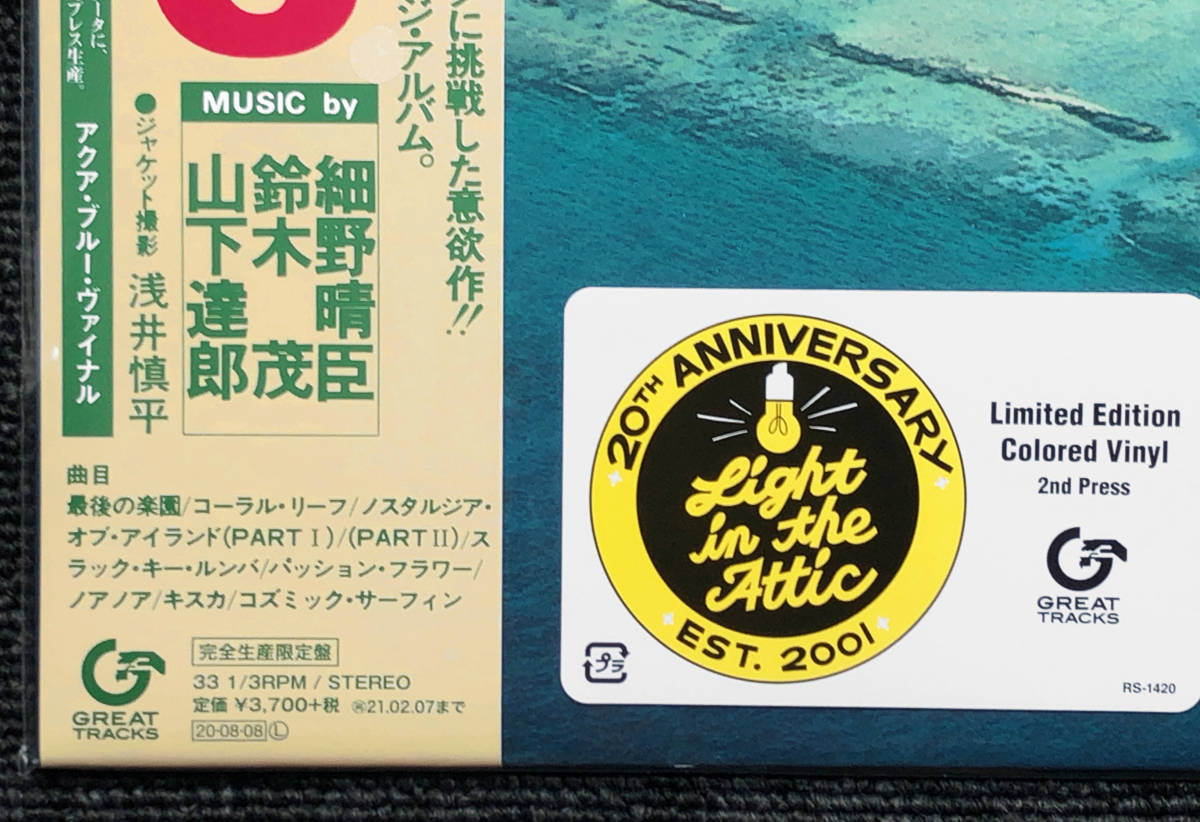 ータに、
プレス生産。
アクア・ブルー・ヴァイナル
に挑戦した意欲作!!
ジ・アルバム。
MUSIC by
細野晴臣
鈴木 茂
山下達郎
●ジャケット撮影 浅井慎平
曲目
最後の楽園/コーラル・リーフ/ノスタルジア・
オブ・アイランド(PART I)/(PART II)/ス
ラック・キー・ルンバ/パッション・フラワー/
ノアノア/キスカ/コズミック・サーフィン
GREAT
TRACKS
完全生産限定盤
33 1/3RPM / STEREO
定価 ¥3,700+税 ㊢21.02.07まで
20-08-08 Ⓛ
20TH ANNIVERSARY
Light
in the
Attic
EST. 2001
プラ
Limited Edition
Colored Vinyl
2nd Press
GREAT
TRACKS
RS-1420